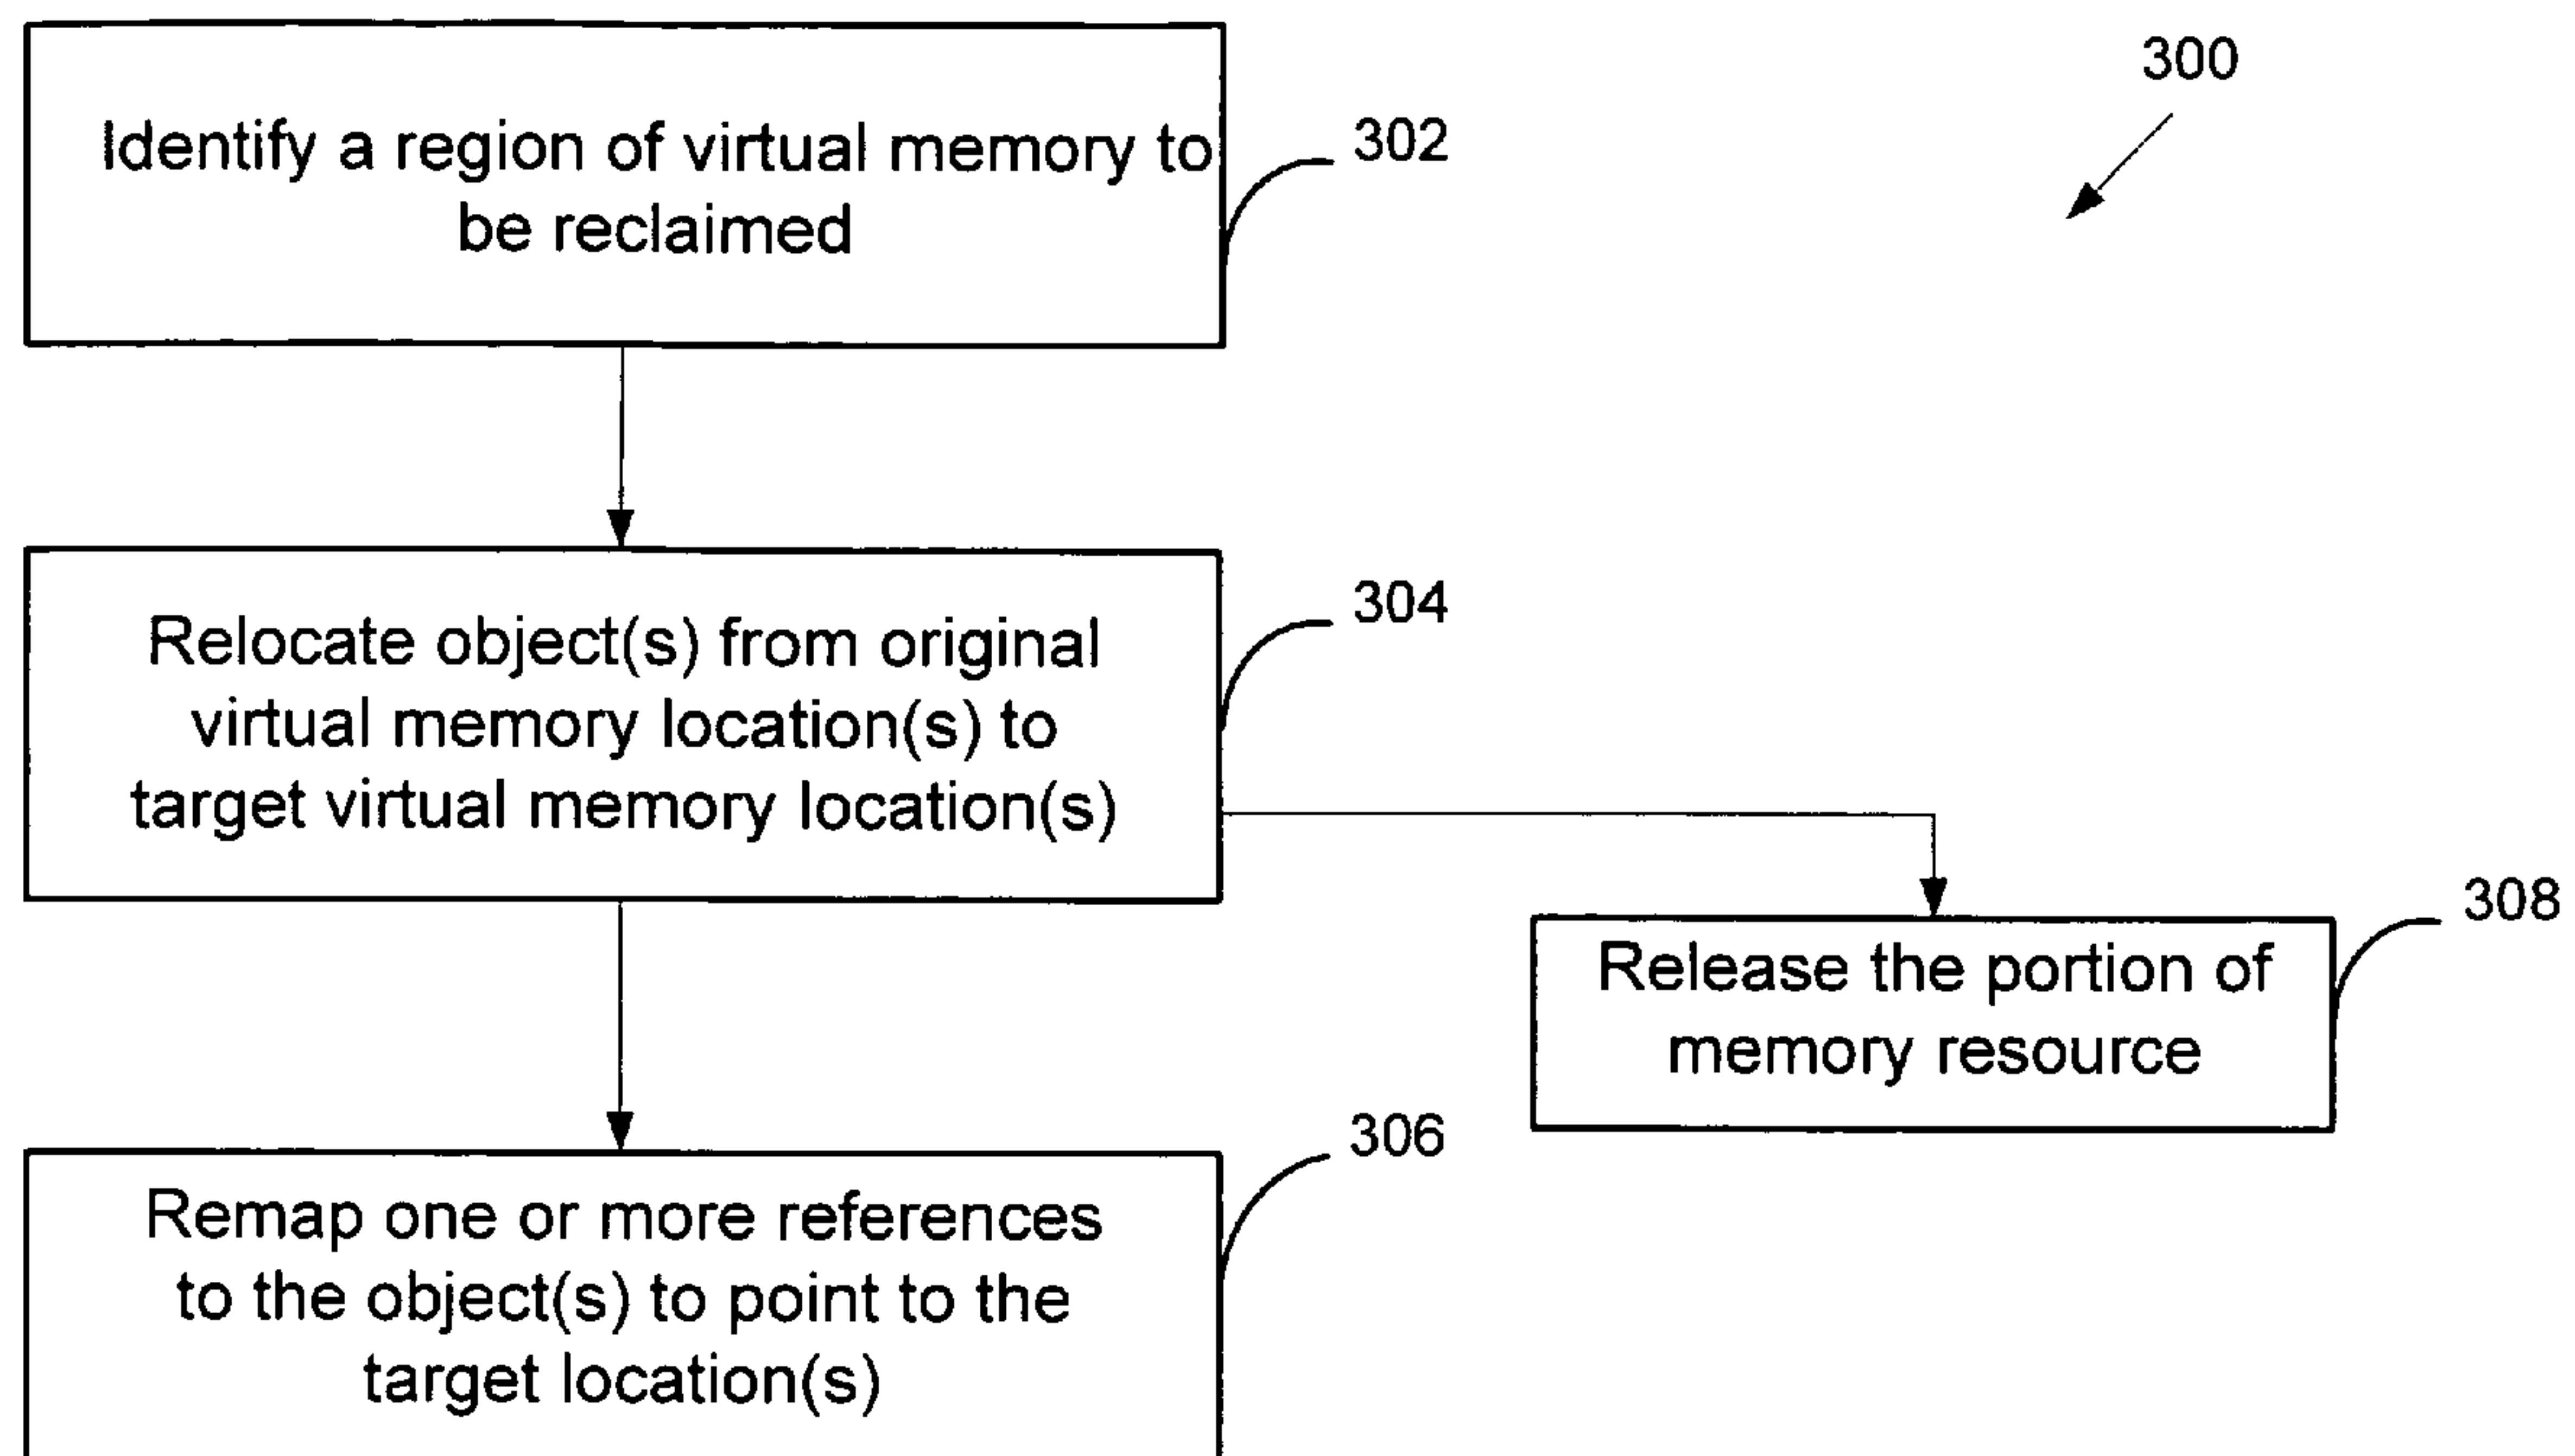 300
Identify a region of virtual memory to
be reclaimed
302
Relocate object(s) from original
virtual memory location(s) to
target virtual memory location(s)
304
Release the portion of
memory resource
308
Remap one or more references
to the object(s) to point to the
target location(s)
306